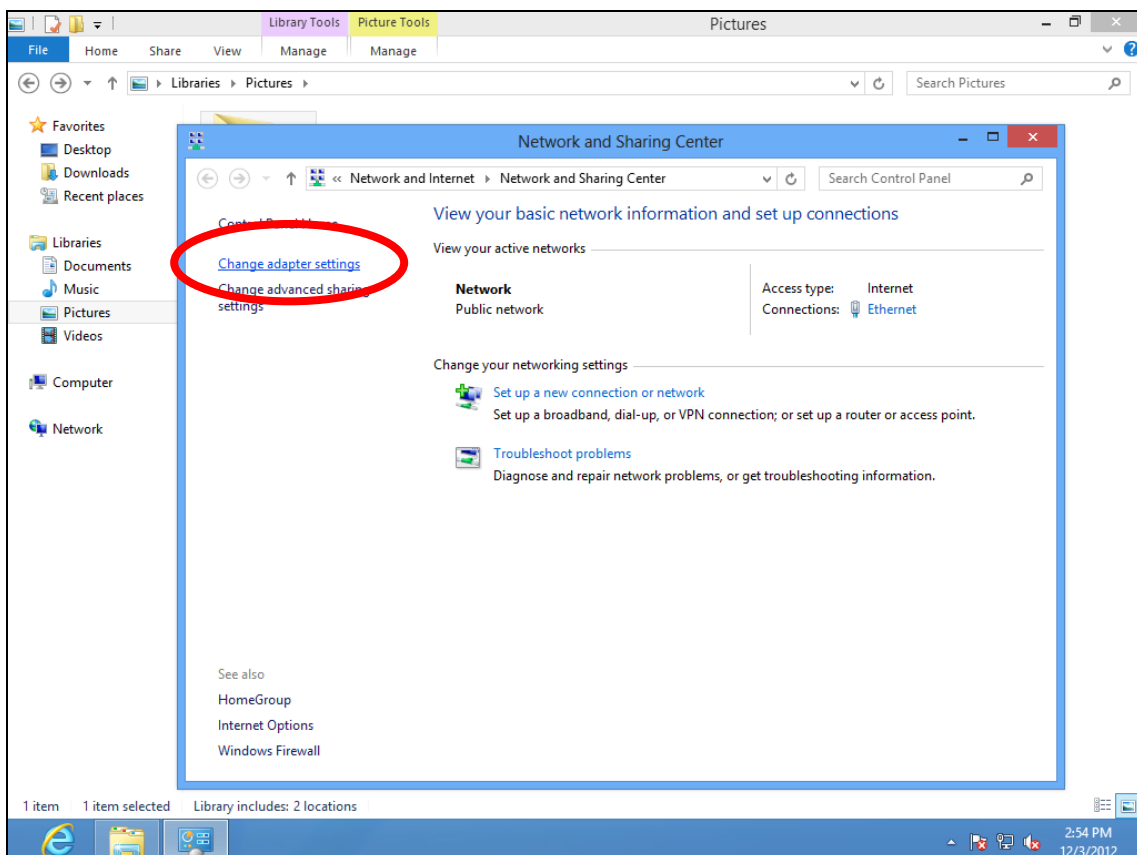 Library Tools
Picture Tools
Pictures
File
Home
Share
View
Manage
Manage
Libraries
Pictures
Search Pictures
Favorites
Desktop
Downloads
Recent places
Libraries
Documents
Music
Pictures
Videos
Computer
Network
Network and Sharing Center
« Network and Internet
Network and Sharing Center
Search Control Panel
Control Panel Home
Change adapter settings
Change advanced sharing
settings
View your basic network information and set up connections
View your active networks
Network
Public network
Access type: Internet
Connections: Ethernet
Change your networking settings
Set up a new connection or network
Set up a broadband, dial-up, or VPN connection; or set up a router or access point.
Troubleshoot problems
Diagnose and repair network problems, or get troubleshooting information.
See also
HomeGroup
Internet Options
Windows Firewall
1 item
1 item selected
Library includes: 2 locations
2:54 PM
12/3/2012